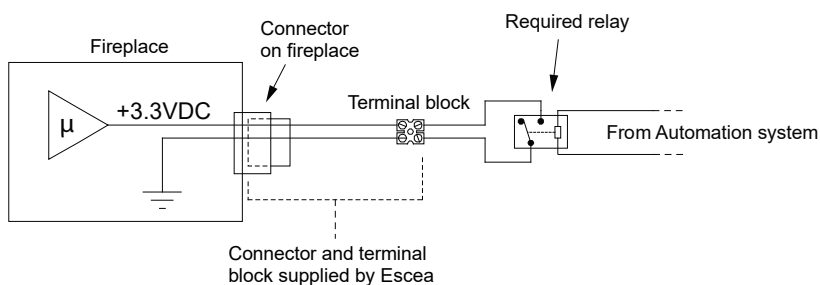 Required relay
Connector
on fireplace
Fireplace
+3.3VDC
Terminal block
μ
From Automation system
Connector and terminal
block supplied by Escea